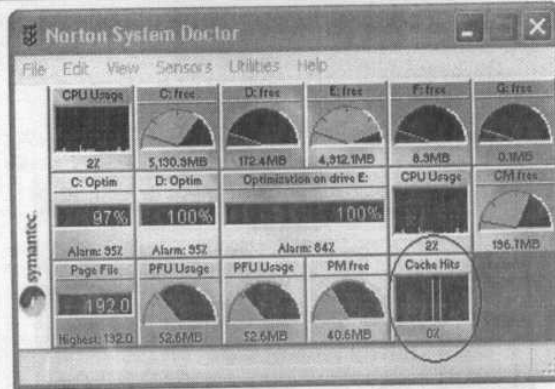 Norton System Doctor
File Edit View Sensors Utilities Help
CPU Usage C: free D: free E: free F: free G: free
2% 5,130.9MB 172.4MB 4,912.1MB 8.9MB 0.1MB
C: Optim D: Optim Optimization on drive E: CPU Usage CM free
97% 100% 100%
Alarm: 95% Alarm: 95% Alarm: 84% 2% 196.7MB
Page File PFU Usage PFU Usage PM free Cache Hits
192.0
Highest: 192.0 52.6MB 52.6MB 40.6MB 0%
symantec.